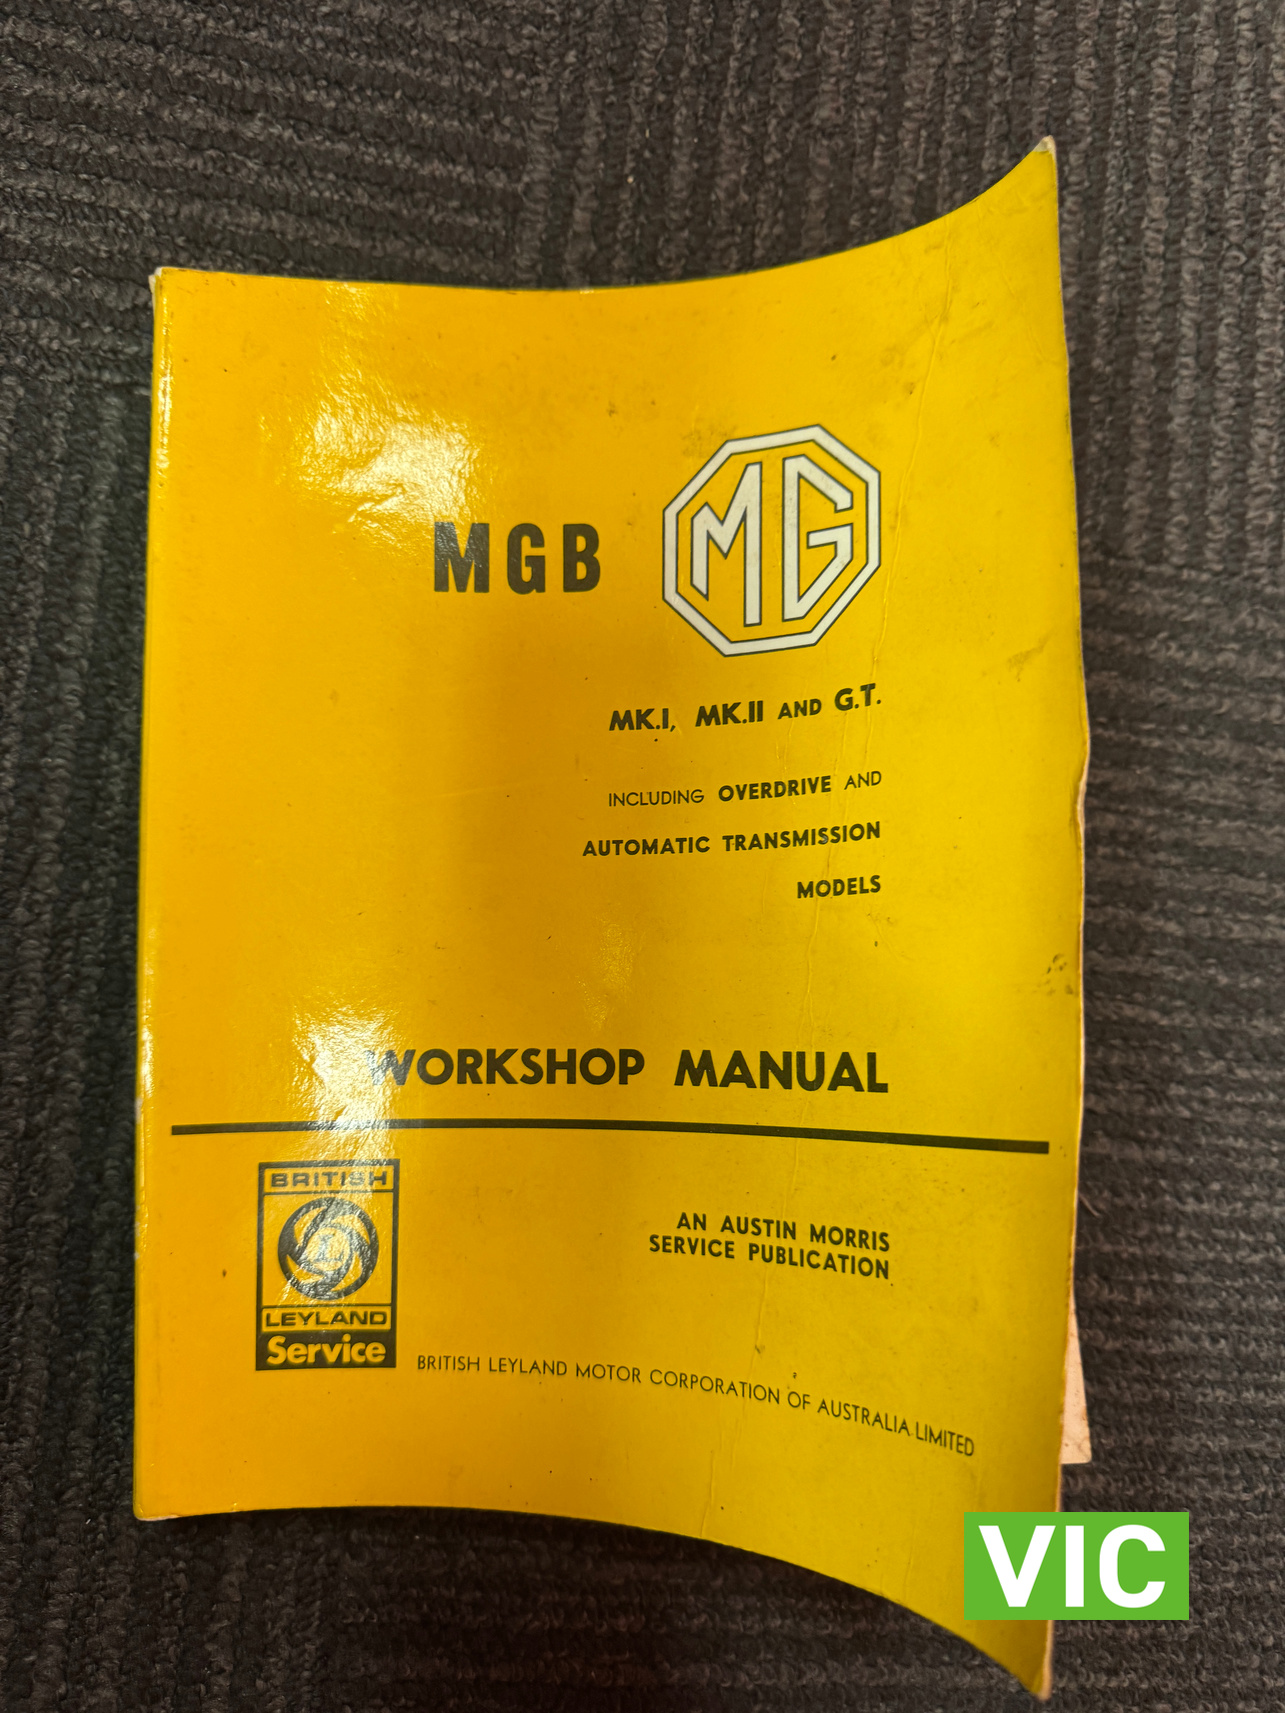 MGB
MG
MK.I, MK.II AND G.T.
INCLUDING OVERDRIVE AND
AUTOMATIC TRANSMISSION
MODELS
WORKSHOP MANUAL
BRITISH
L
LEYLAND
Service
AN AUSTIN MORRIS
SERVICE PUBLICATION
BRITISH LEYLAND MOTOR CORPORATION OF AUSTRALIA LIMITED
VIC